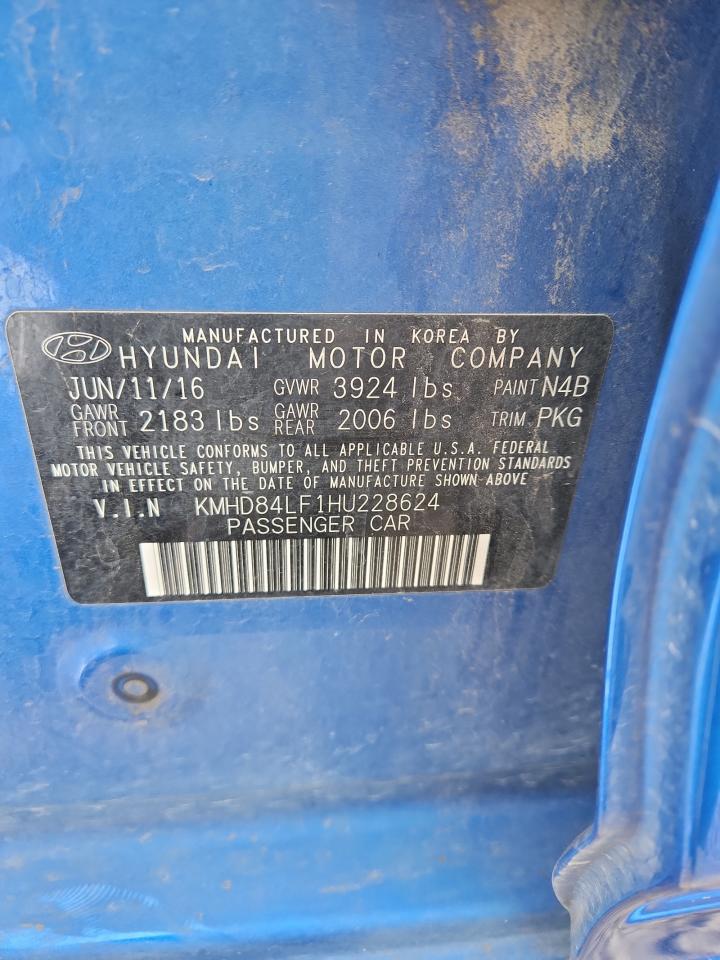 MANUFACTURED IN KOREA BY
HYUNDAI MOTOR COMPANY
JUN/11/16 GVWR 3924 lbs PAINT N4B
GAWR FRONT 2183 lbs GAWR REAR 2006 lbs TRIM PKG
THIS VEHICLE CONFORMS TO ALL APPLICABLE U.S.A. FEDERAL
MOTOR VEHICLE SAFETY, BUMPER, AND THEFT PREVENTION STANDARDS
IN EFFECT ON THE DATE OF MANUFACTURE SHOWN ABOVE
V.I.N KMHD84LF1HU228624
PASSENGER CAR